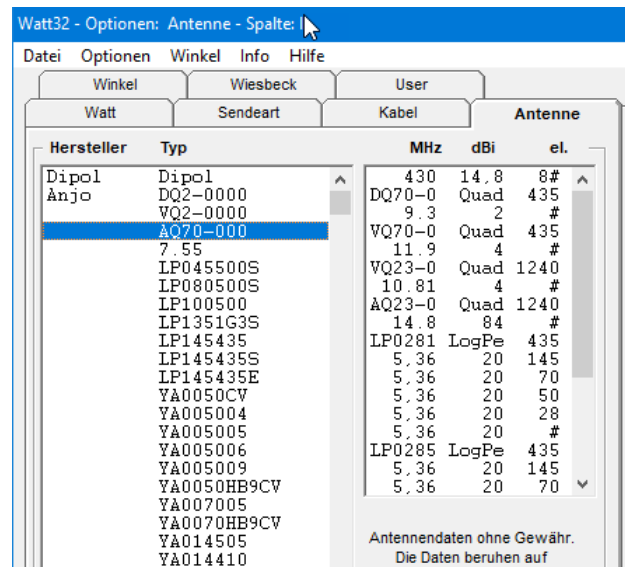 Watt32 - Optionen: Antenne - Spalte:
Datei Optionen Winkel Info Hilfe
Winkel Wiesbeck User
Watt Sendeart Kabel Antenne
Hersteller Typ
Dipol Dipol
Anjo DQ2-0000
VQ2-0000
AQ70-000
7.55
LP045500S
LP080500S
LP100500
LP1351G3S
LP145435
LP145435S
LP145435E
YA0050CV
YA005004
YA005005
YA005006
YA005009
YA0050HB9CV
YA007005
YA0070HB9CV
YA014505
YA014410
MHz dBi el.
430 14,8 8#
DQ70-0 Quad 435
9.3 2 #
VQ70-0 Quad 435
11.9 4 #
VQ23-0 Quad 1240
10.81 4 #
AQ23-0 Quad 1240
14.8 84 #
LP0281 LogPe 435
5,36 20 145
5,36 20 70
5,36 20 50
5,36 20 28
5,36 20 #
LP0285 LogPe 435
5,36 20 145
5,36 20 70
Antennendaten ohne Gewähr.
Die Daten beruhen auf